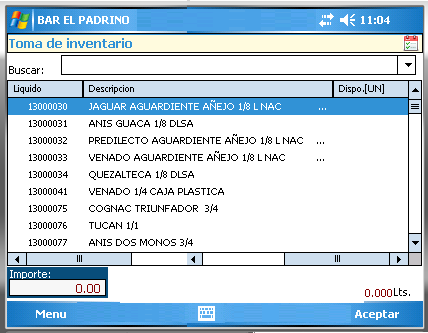 BAR EL PADRINO 11:04
Toma de inventario
Buscar:
Liquido Descripcion Dispo.[UN]
13000030 JAGUAR AGUARDIENTE AÑEJO 1/8 L NAC ...
13000031 ANIS GUACA 1/8 DLSA
13000032 PREDILECTO AGUARDIENTE AÑEJO 1/8 L NAC ...
13000033 VENADO AGUARDIENTE AÑEJO 1/8 L NAC ...
13000034 QUEZALTECA 1/8 DLSA
13000041 VENADO 1/4 CAJA PLASTICA
13000075 COGNAC TRIUNFADOR 3/4
13000076 TUCAN 1/1
13000077 ANIS DOS MONOS 3/4
Importe:
0.00
0.000Lts.
Menu Aceptar